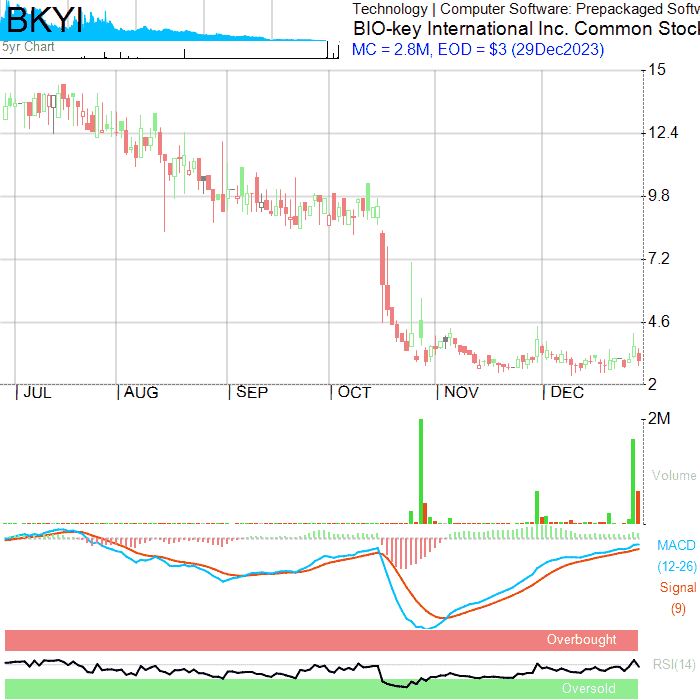 BKYI
5yr Chart
Technology | Computer Software: Prepackaged Softw
BIO-key International Inc. Common Stoc
MC = 2.8M, EOD = $3 (29Dec2023)
15
12.4
9.8
7.2
4.6
2
JUL AUG SEP OCT NOV DEC
2M
Volume
MACD
(12-26)
Signal
(9)
Overbought
RSI(14)
Oversold